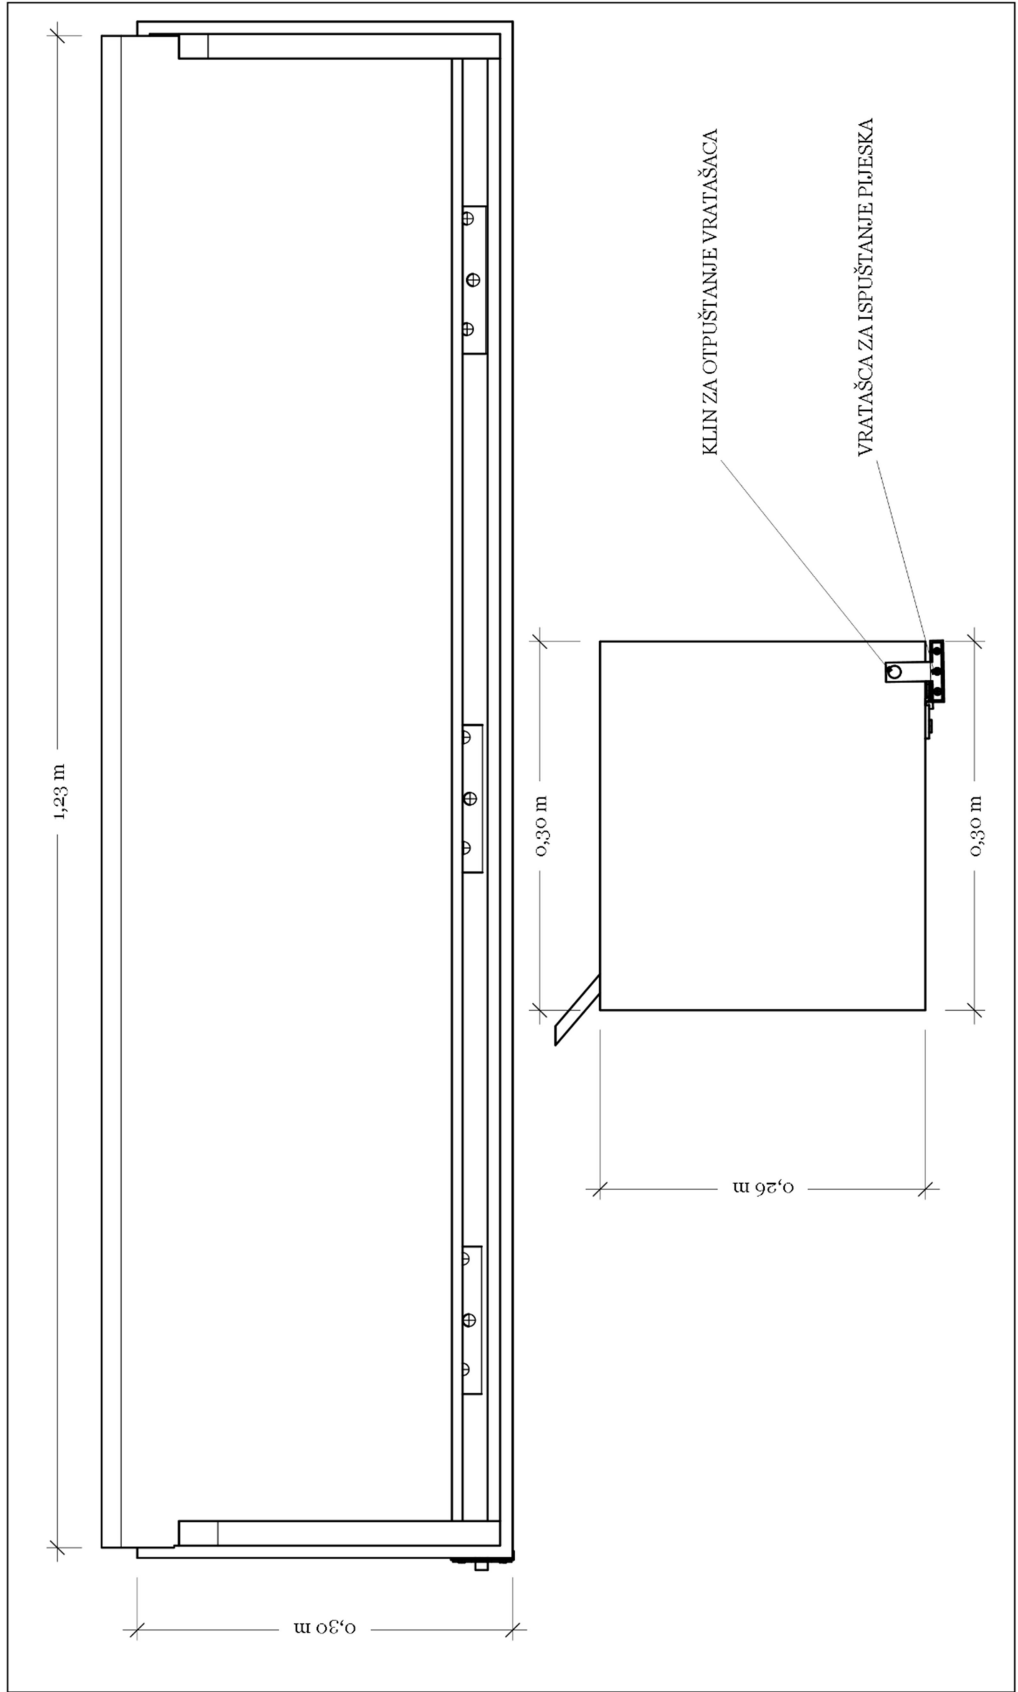 1,23 m
0,30 m
KLIN ZA OTPUŠTANJE VRATAŠACA
VRATAŠCA ZA ISPUŠTANJE PIJESKA
0,30 m
0,30 m
0,26 m